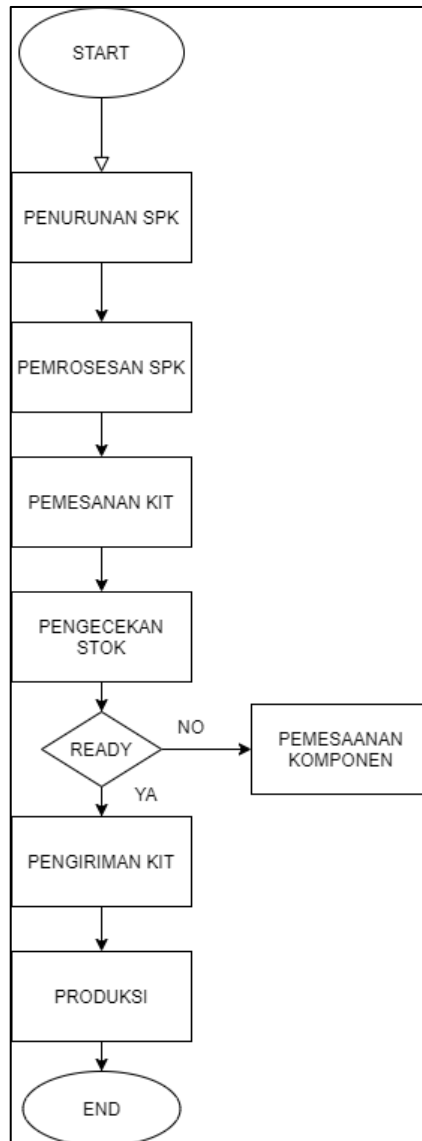 START
PENURUNAN SPK
PEMROSESAN SPK
PEMESANAN KIT
PENGECEKAN
STOK
READY
NO
PEMESAANAN
KOMPONEN
YA
PENGIRIMAN KIT
PRODUKSI
END